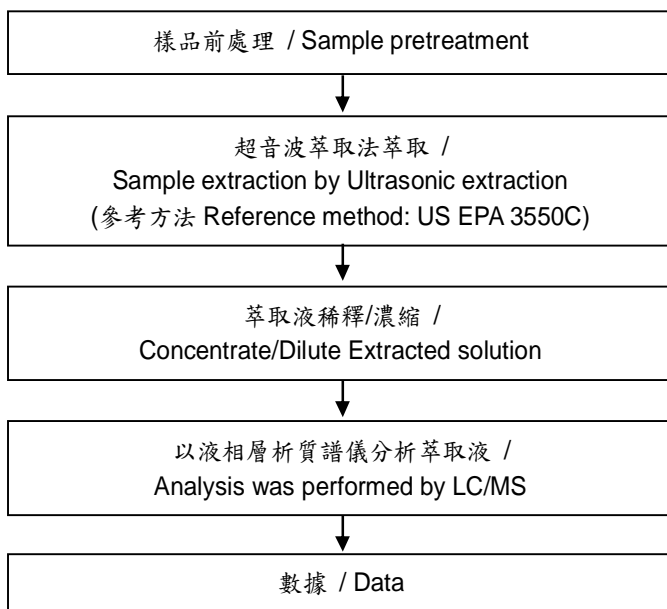 樣品前處理 / Sample pretreatment
超音波萃取法萃取 /
Sample extraction by Ultrasonic extraction
(參考方法 Reference method: US EPA 3550C)
萃取液稀釋/濃縮 /
Concentrate/Dilute Extracted solution
以液相層析質譜儀分析萃取液 /
Analysis was performed by LC/MS
數據 / Data